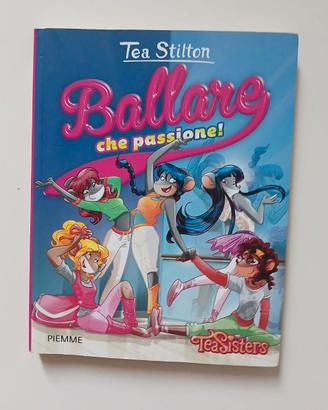 Tea Stilton
Ballare
che passione!
PIEMME
TeaSisters